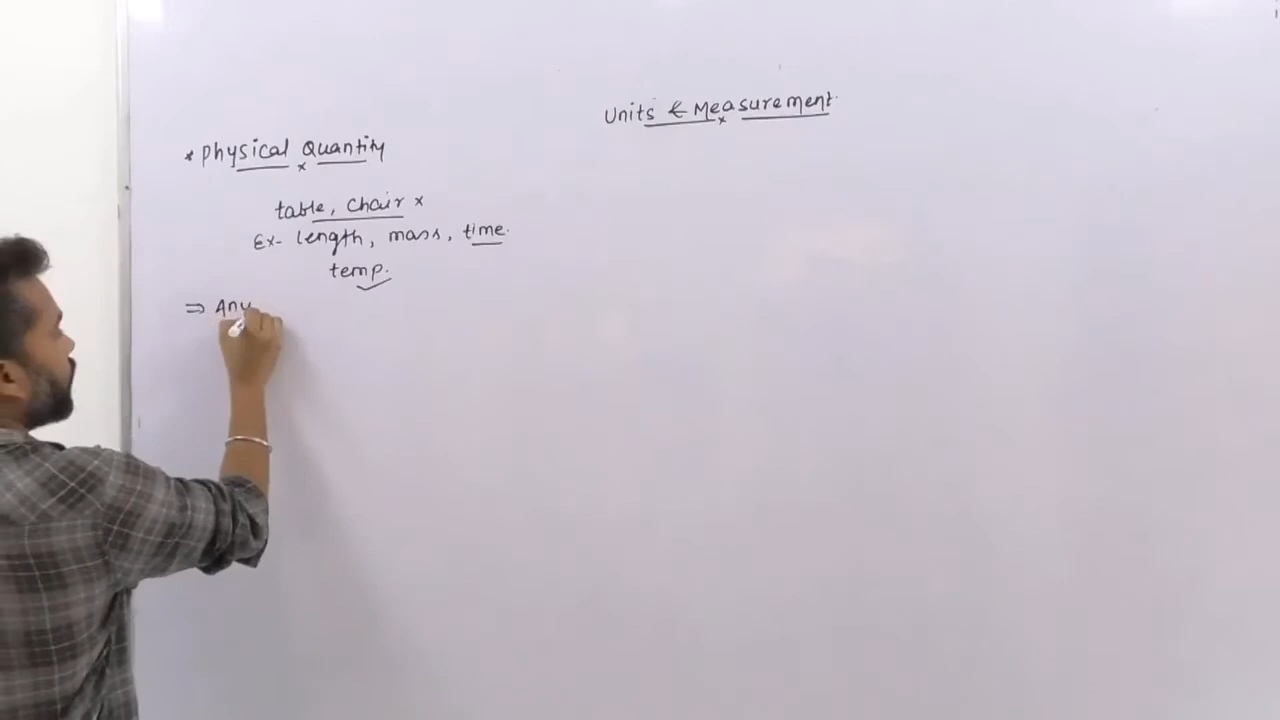 Units & Measurement
* Physical Quantity
table, chair x
Ex- length, mass, time.
temp.
⇒ Any